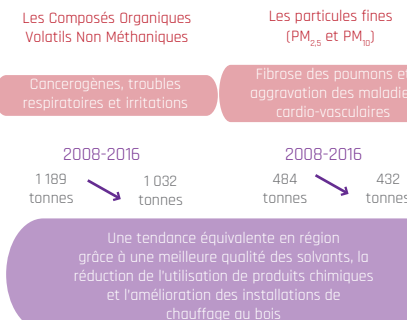 Les Composés Organiques
Volatils Non Méthaniques
Cancerogènes, troubles
respiratoires et irritations
2008-2016
1 189
tonnes
1 032
tonnes
Les particules fines
(PM2,5 et PM10)
Fibrose des poumons et
aggravation des maladie
cardio-vasculaires
2008-2016
484
tonnes
432
tonnes
Une tendance équivalente en région
grâce à une meilleure qualité des solvants, la
réduction de l'utilisation de produits chimiques
et l'amélioration des installations de
chauffage au bois